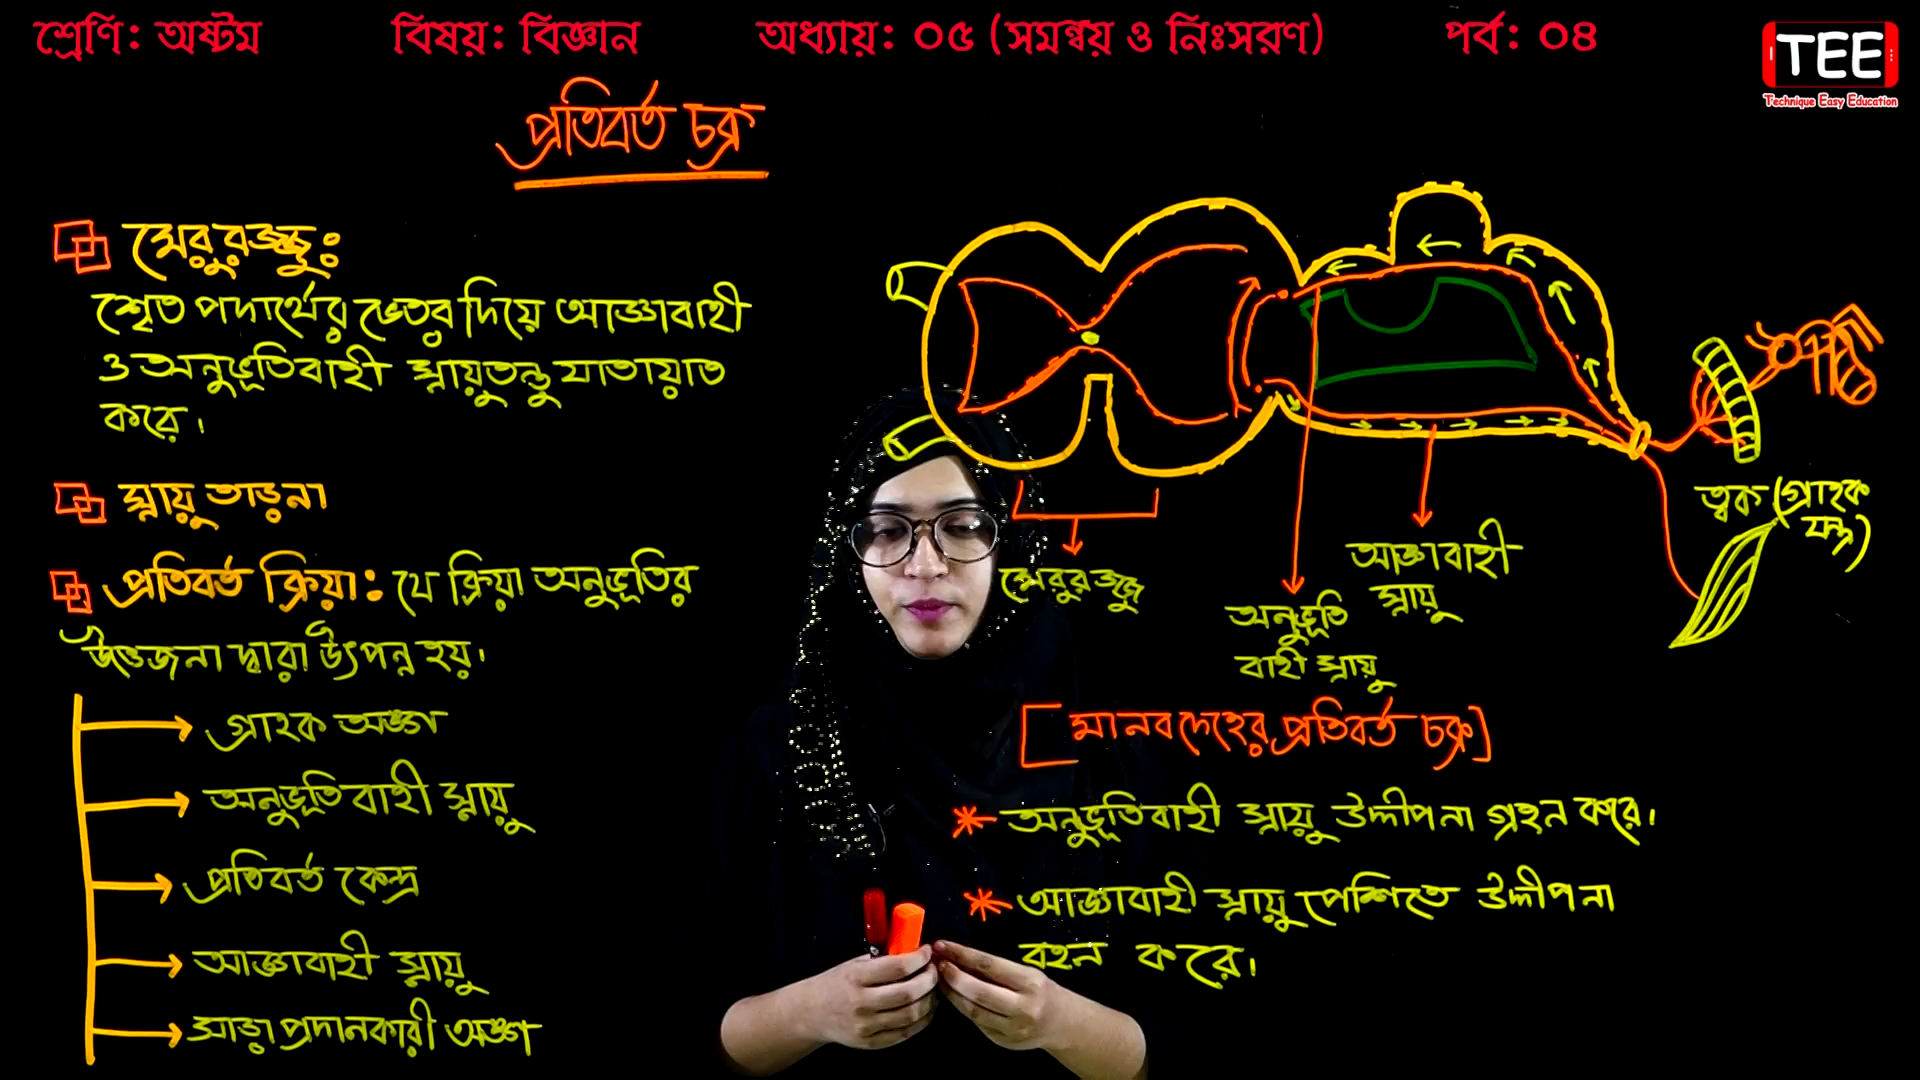 শ্রেণি: অষ্টম বিষয়: বিজ্ঞান অধ্যায়: ০৫ (সমন্বয় ও নিঃসরণ) পর্ব: ০৪
TEE
Technique Easy Education
প্রতিবর্ত চক্র
মেরুরজ্জু:
শ্বেত পদার্থের ভেতর দিয়ে আজ্ঞাবাহী
ও অনুভূতিবাহী স্নায়ুতন্তু যাতায়াত
করে।
স্নায়ু তাড়না
প্রতিবর্ত ক্রিয়া: যে ক্রিয়া অনুভূতির
উত্তেজনা দ্বারা উৎপন্ন হয়।
গ্রাহক অঙ্গ
অনুভূতিবাহী স্নায়ু
প্রতিবর্ত কেন্দ্র
আজ্ঞাবাহী স্নায়ু
সাড়া প্রদানকারী অঙ্গ
মেরুরজ্জু
অনুভূতি
বাহী স্নায়ু
আজ্ঞাবাহী
স্নায়ু
ত্বক (গ্রাহক
যন্ত্র)
[মানবদেহের প্রতিবর্ত চক্র]
* অনুভূতিবাহী স্নায়ু উদ্দীপনা গ্রহন করে।
* আজ্ঞাবাহী স্নায়ু পেশিতে উদ্দীপনা
বহন করে।